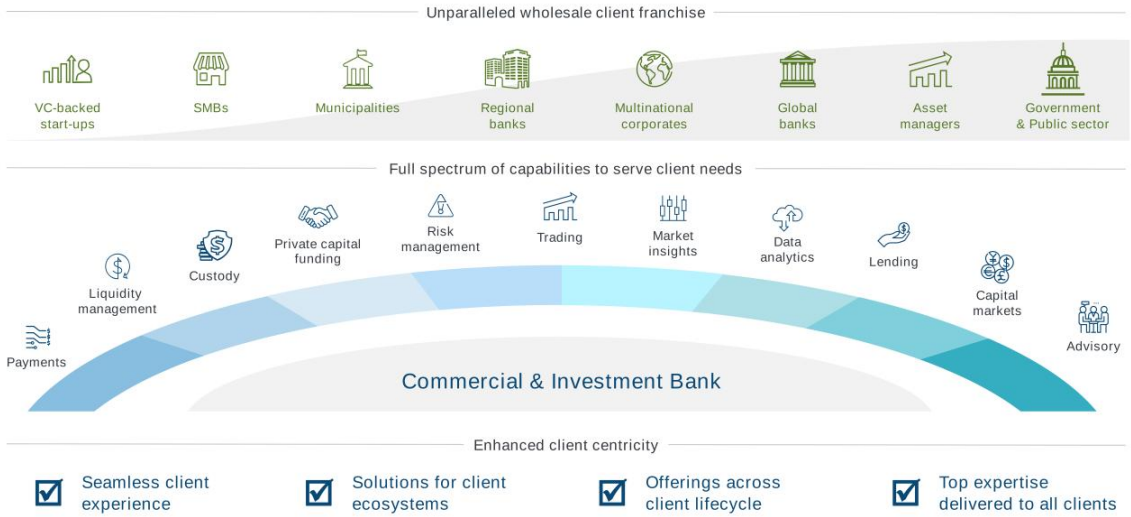 Unparalleled wholesale client franchise
VC-backed
start-ups
SMBs
Municipalities
Regional
banks
Multinational
corporates
Global
banks
Asset
managers
Government
& Public sector
Full spectrum of capabilities to serve client needs
Payments
Liquidity
management
Custody
Private capital
funding
Risk
management
Trading
Market
insights
Data
analytics
Lending
Capital
markets
Advisory
Commercial & Investment Bank
Enhanced client centricity
Seamless client
experience
Solutions for client
ecosystems
Offerings across
client lifecycle
Top expertise
delivered to all clients